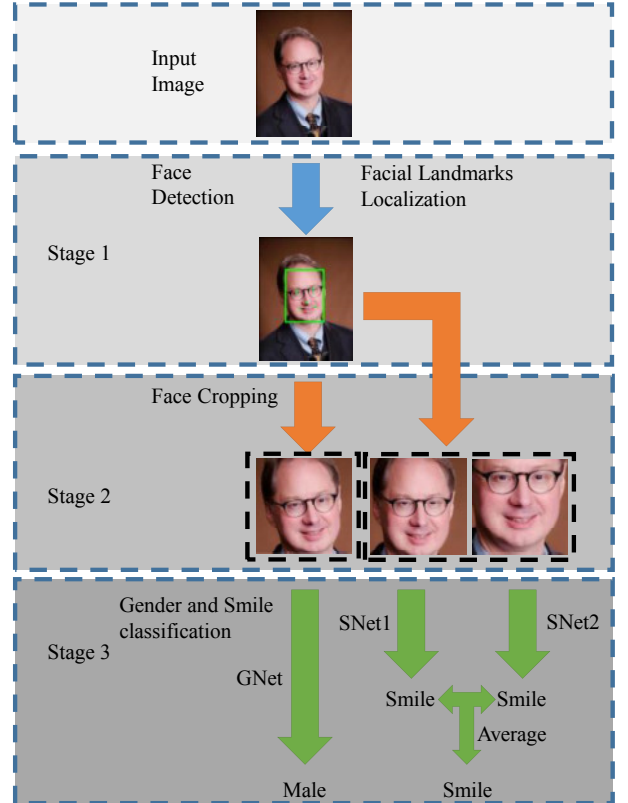 Input
Image
Face
Detection
Facial Landmarks
Localization
Stage 1
Face Cropping
Stage 2
Gender and Smile
classification
Stage 3
SNet1
SNet2
GNet
Smile
Smile
Average
Male
Smile